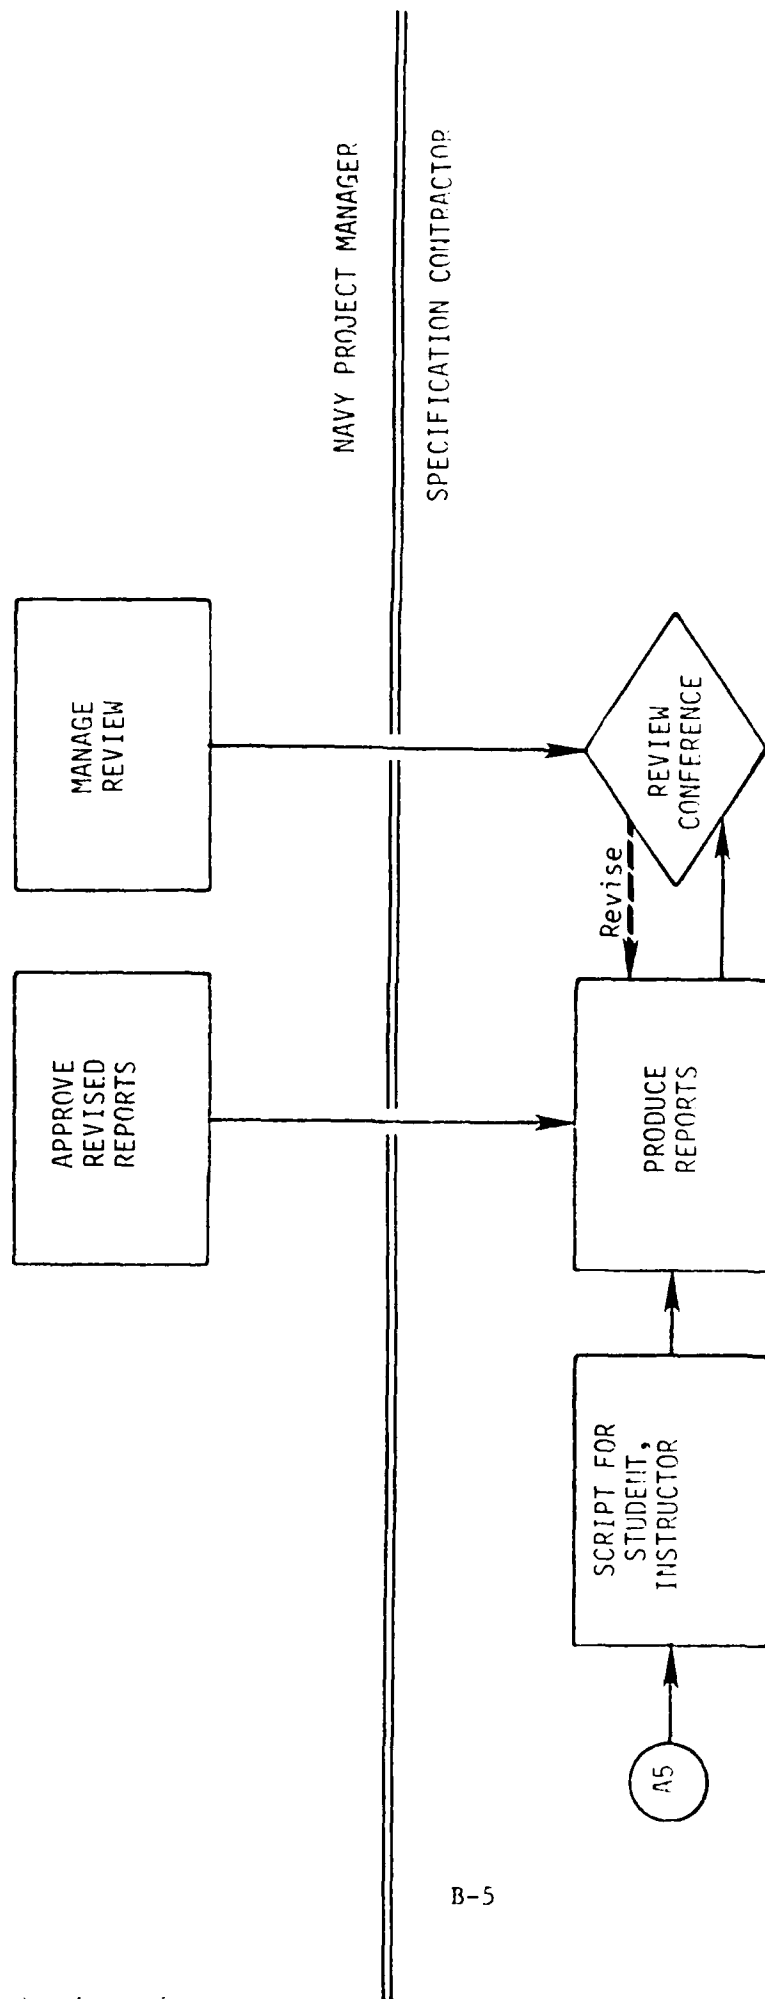 APPROVE
REVISED
REPORTS
MANAGE
REVIEW
NAVY PROJECT MANAGER
SPECIFICATION CONTRACTOR
A5
SCRIPT FOR
STUDENT,
INSTRUCTOR
PRODUCE
REPORTS
Revise
REVIEW
CONFERENCE
B-5